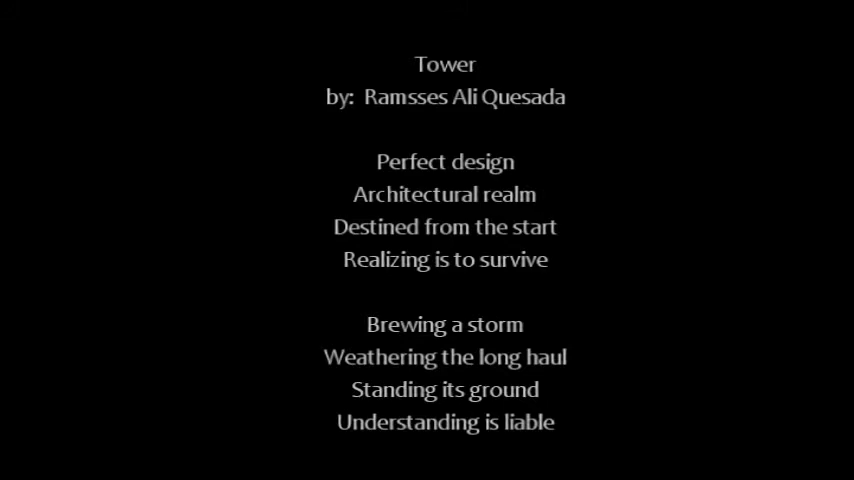 Tower
by:  Ramsses Ali Quesada
Perfect design
Architectural realm
Destined from the start
Realizing is to survive
Brewing a storm
Weathering the long haul
Standing its ground
Understanding is liable